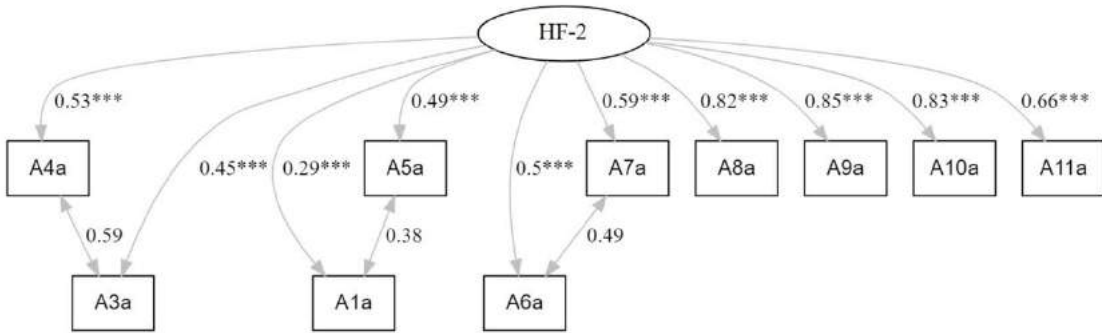 HF-2
0.53*** 0.49*** 0.59*** 0.82*** 0.85*** 0.83*** 0.66***
A4a 0.45*** 0.29*** A5a 0.5*** A7a A8a A9a A10a A11a
0.59 0.38 0.49
A3a A1a A6a